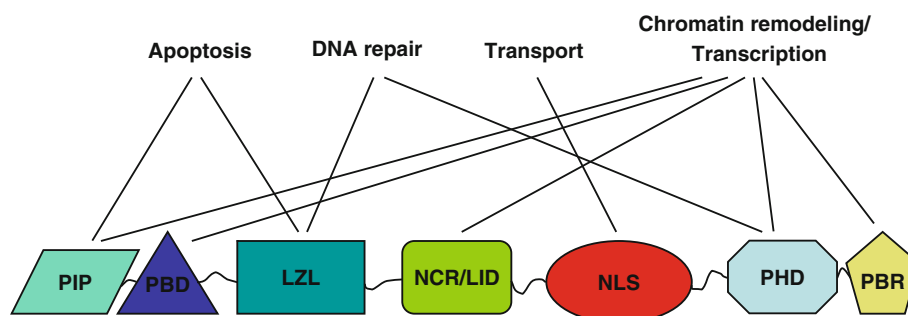 Chromatin remodeling/
Apoptosis DNA repair Transport Transcription
PIP PBD LZL NCR/LID NLS PHD PBR